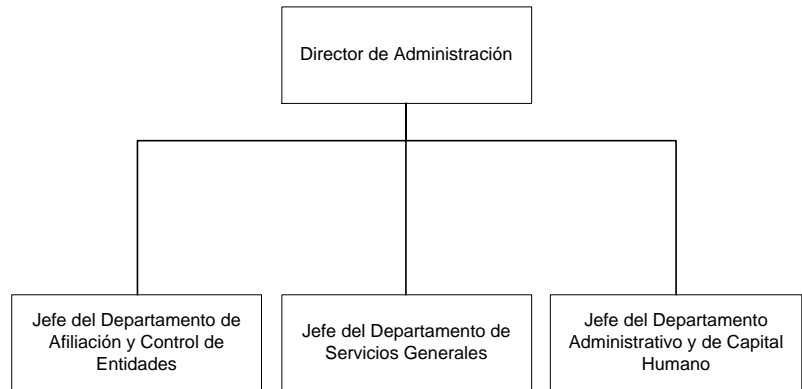 Director de Administración
Jefe del Departamento de
Afiliación y Control de
Entidades
Jefe del Departamento de
Servicios Generales
Jefe del Departamento
Administrativo y de Capital
Humano